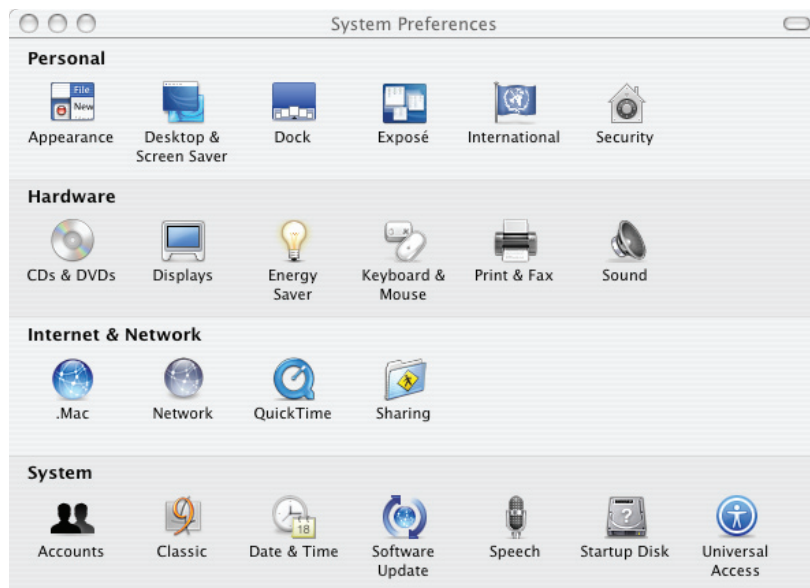 System Preferences
Personal
File
New
Appearance
Desktop &
Screen Saver
Dock
Exposé
International
Security
Hardware
CDs & DVDs
Displays
Energy
Saver
Keyboard &
Mouse
Print & Fax
Sound
Internet & Network
.Mac
Network
QuickTime
Sharing
System
18
?
Accounts
Classic
Date & Time
Software
Update
Speech
Startup Disk
Universal
Access